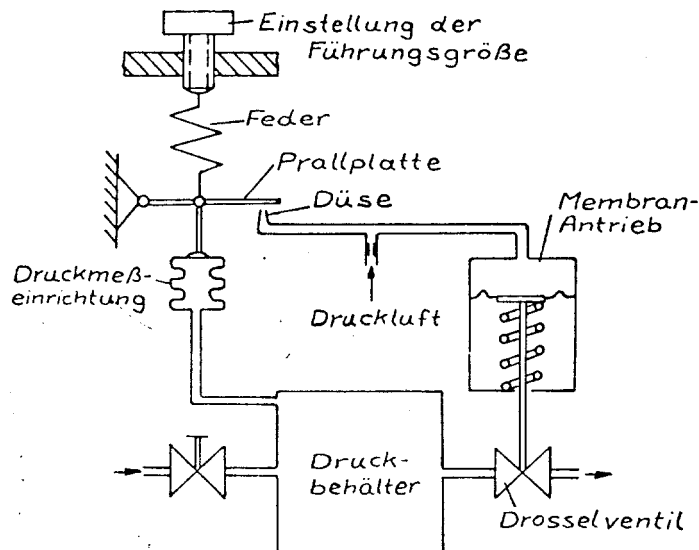 Einstellung der
Führungsgröße
Feder
Prallplatte
Düse
Membran-
Antrieb
Druckmeß-
einrichtung
Druckluft
Druck-
behälter
Drosselventil